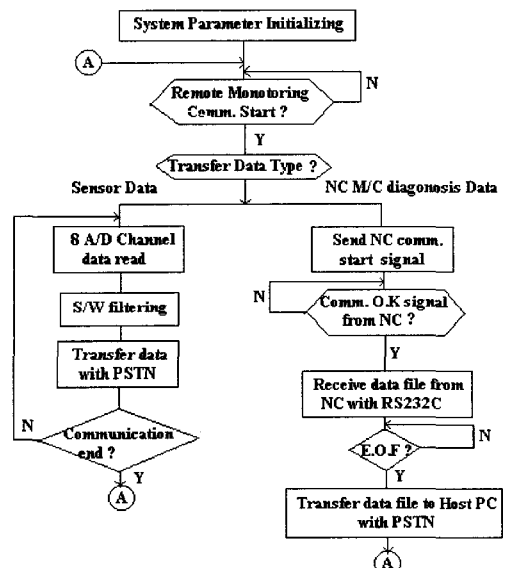 System Parameter Initializing
A
N
Remote Monotoring
Comm. Start ?
Y
Transfer Data Type ?
Sensor Data
NC M/C diagonosis Data
8 A/D Channel
data read
S/W filtering
Transfer data
with PSTN
N
Communication
end ?
Y
A
Send NC comm.
start signal
N
Comm. O.K signal
from NC ?
Y
Receive data file from
NC with RS232C
N
E.O.F ?
Y
Transfer data file to Host PC
with PSTN
A